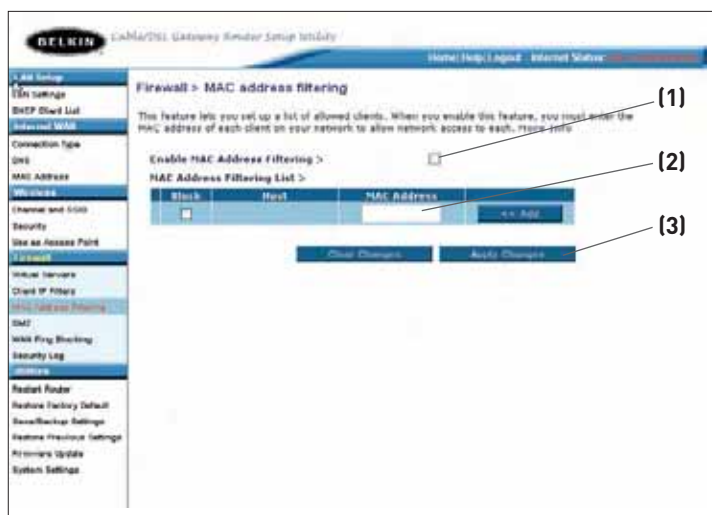 BELKIN
Cable/DSL Gateway Router Setup Utility
Home|Help|Logout Internet Status:
LAN Setup
LAN Settings
DHCP Client List
Internet WAN
Connection Type
DNS
MAC Address
Wireless
Channel and SSID
Security
Use as Access Point
Firewall
Virtual Servers
Client IP Filters
MAC Address Filtering
DMZ
WAN Ping Blocking
Security Log
Utilities
Restart Router
Restore Factory Default
Save/Backup Settings
Restore Previous Settings
Firmware Update
System Settings
Firewall > MAC address filtering
This feature lets you set up a list of allowed clients. When you enable this feature, you must enter the
MAC address of each client on your network to allow network access to each. More Info
Enable MAC Address Filtering >
MAC Address Filtering List >
Block Host MAC Address
<< Add
Clear Changes Apply Changes
(1)
(2)
(3)